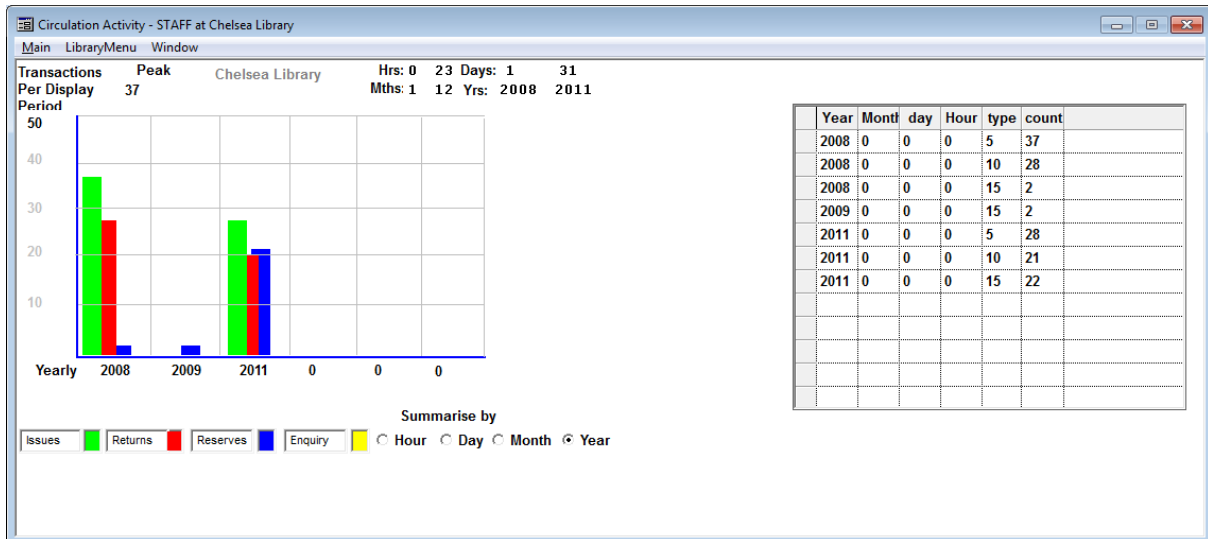 Circulation Activity - STAFF at Chelsea Library
Main LibraryMenu Window
Transactions Peak Chelsea Library Hrs: 0 23 Days: 1 31
Per Display 37 Mths: 1 12 Yrs: 2008 2011
Period
50
40
30
20
10
Yearly 2008 2009 2011 0 0 0
Year Month day Hour type count
2008 0 0 0 5 37
2008 0 0 0 10 28
2008 0 0 0 15 2
2009 0 0 0 15 2
2011 0 0 0 5 28
2011 0 0 0 10 21
2011 0 0 0 15 22
Summarise by
Issues Returns Reserves Enquiry Hour Day Month Year